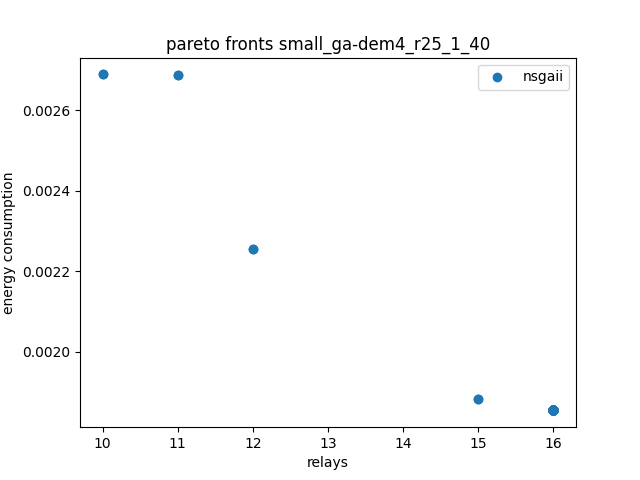 pareto fronts small_ga-dem4_r25_1_40
nsgaii
energy consumption
0.0026
0.0024
0.0022
0.0020
10 11 12 13 14 15 16
relays